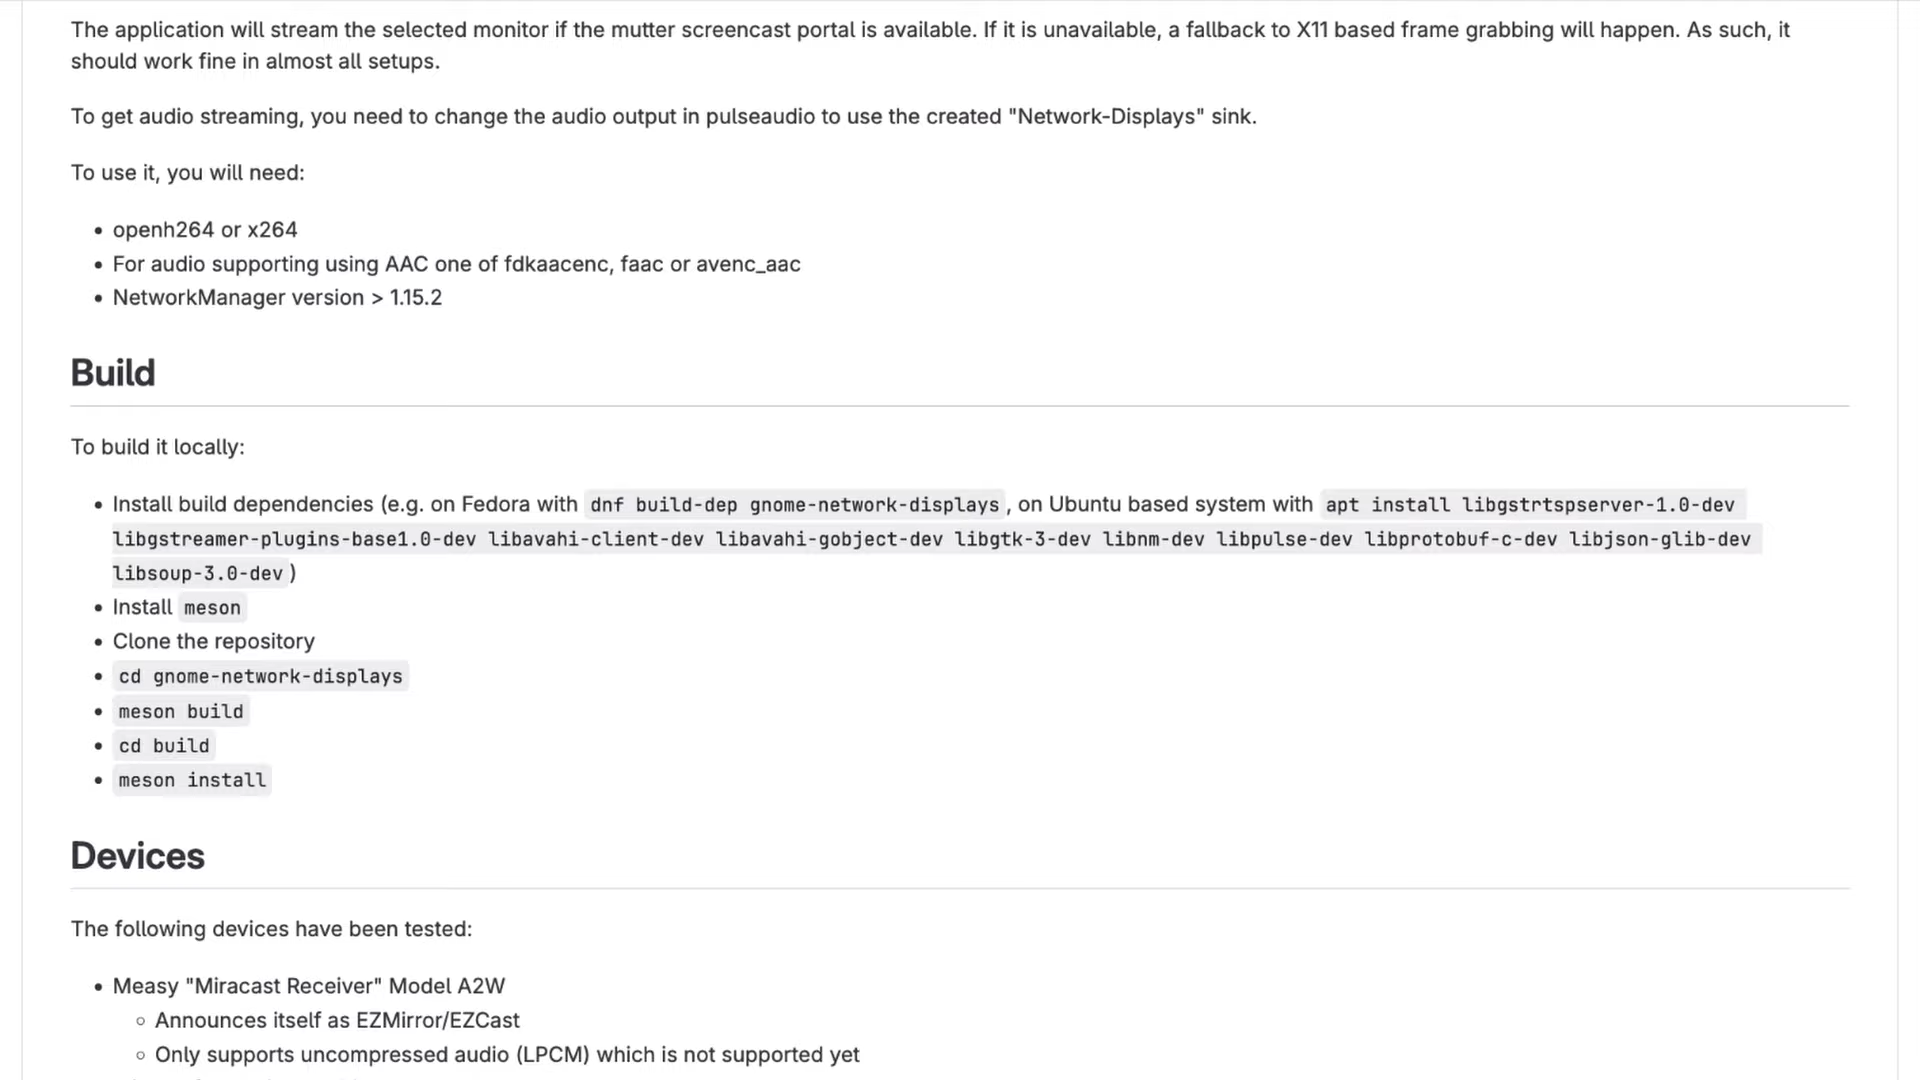 The application will stream the selected monitor if the mutter screencast portal is available. If it is unavailable, a fallback to X11 based frame grabbing will happen. As such, it
should work fine in almost all setups.
To get audio streaming, you need to change the audio output in pulseaudio to use the created "Network-Displays" sink.
To use it, you will need:
• openh264 or x264
• For audio supporting using AAC one of fdkaacenc, faac or avenc_aac
• NetworkManager version > 1.15.2
Build
To build it locally:
• Install build dependencies (e.g. on Fedora with dnf build-dep gnome-network-displays, on Ubuntu based system with apt install libgstrtspserver-1.0-dev
libgstreamer-plugins-base1.0-dev libavahi-client-dev libavahi-gobject-dev libgtk-3-dev libnm-dev libpulse-dev libprotobuf-c-dev libjson-glib-dev
libsoup-3.0-dev)
• Install meson
• Clone the repository
• cd gnome-network-displays
• meson build
• cd build
• meson install
Devices
The following devices have been tested:
• Measy "Miracast Receiver" Model A2W
○ Announces itself as EZMirror/EZCast
○ Only supports uncompressed audio (LPCM) which is not supported yet